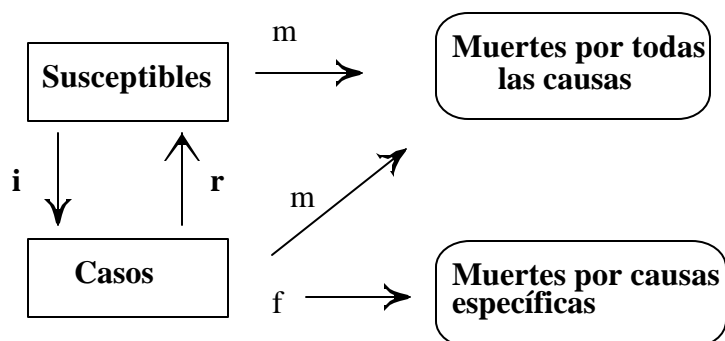 m
Susceptibles
Muertes por todas
las causas
i
r
m
Casos
f
Muertes por causas
específicas